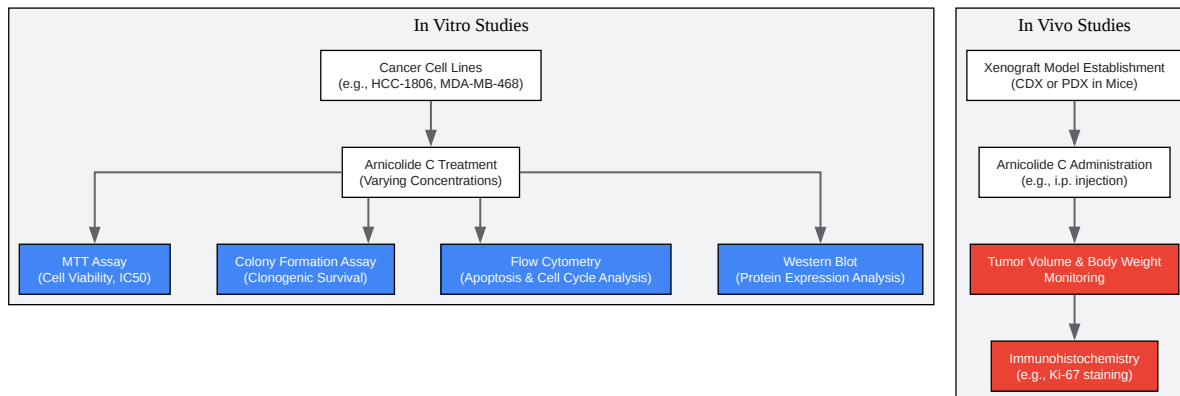 In Vitro Studies
Cancer Cell Lines
(e.g., HCC-1806, MDA-MB-468)
Arnicolide C Treatment
(Varying Concentrations)
MTT Assay
(Cell Viability, IC50)
Colony Formation Assay
(Clonogenic Survival)
Flow Cytometry
(Apoptosis & Cell Cycle Analysis)
Western Blot
(Protein Expression Analysis)
In Vivo Studies
Xenograft Model Establishment
(CDX or PDX in Mice)
Arnicolide C Administration
(e.g., i.p. injection)
Tumor Volume & Body Weight
Monitoring
Immunohistochemistry
(e.g., Ki-67 staining)